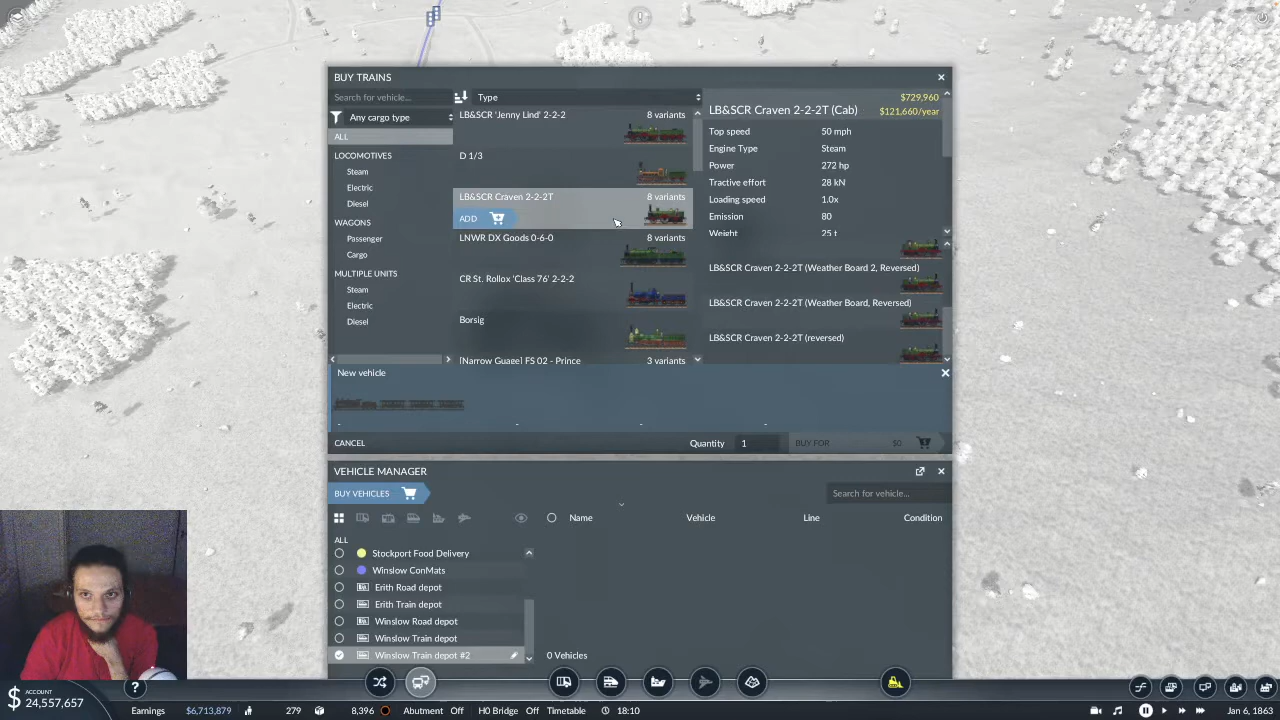 BUY TRAINS
Search for vehicle...
Type
Any cargo type
ALL
LOCOMOTIVES
Steam
Electric
Diesel
WAGONS
Passenger
Cargo
MULTIPLE UNITS
Steam
Electric
Diesel
LB&SCR 'Jenny Lind' 2-2-2
8 variants
D 1/3
LB&SCR Craven 2-2-2T
8 variants
ADD
LNWR DX Goods 0-6-0
8 variants
CR St. Rollox 'Class 76' 2-2-2
Borsig
[Narrow Guage] FS 02 - Prince
3 variants
$729,960
LB&SCR Craven 2-2-2T (Cab)
$121,660/year
Top speed 50 mph
Engine Type Steam
Power 272 hp
Tractive effort 28 kN
Loading speed 1.0x
Emission 80
Weight 25 t
LB&SCR Craven 2-2-2T (Weather Board 2, Reversed)
LB&SCR Craven 2-2-2T (Weather Board, Reversed)
LB&SCR Craven 2-2-2T (reversed)
New vehicle
- - - -
CANCEL
Quantity 1
BUY FOR $0
VEHICLE MANAGER
BUY VEHICLES
Search for vehicle...
Name Vehicle Line Condition
ALL
Stockport Food Delivery
Winslow ConMats
Erith Road depot
Erith Train depot
Winslow Road depot
Winslow Train depot
Winslow Train depot #2
0 Vehicles
ACCOUNT
$ 24,557,657
?
Earnings $6,713,879 279 8,396 Abutment Off H0 Bridge Off Timetable 18:10
Jan 6, 1863